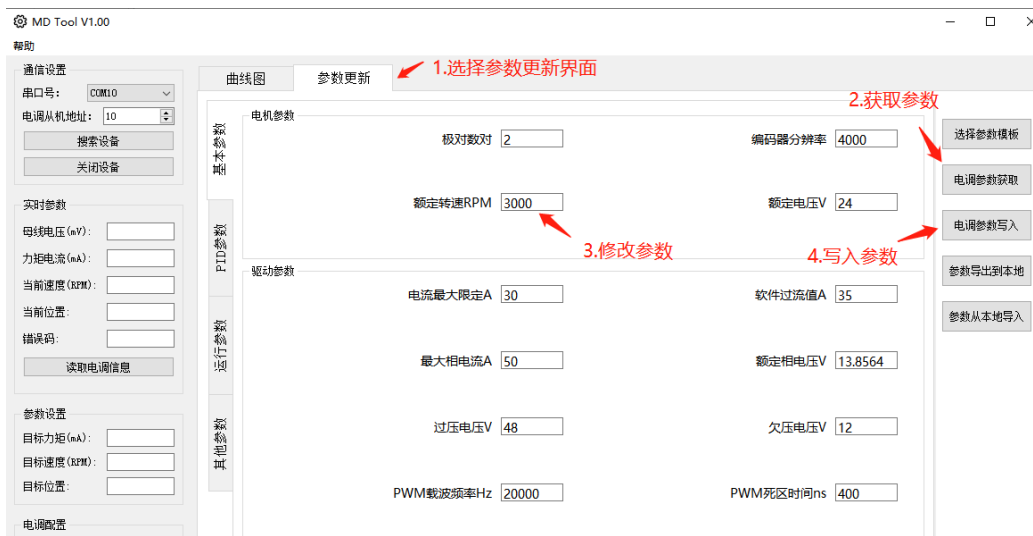 MD Tool V1.00
帮助
通信设置
串口号: COM10
电调从机地址: 10
搜索设备
关闭设备
实时参数
母线电压(mV):
力矩电流(mA):
当前速度(RPM):
当前位置:
错误码:
读取电调信息
参数设置
目标力矩(mA):
目标速度(RPM):
目标位置:
电调配置
曲线图
参数更新
1.选择参数更新界面
基本参数
PID参数
运行参数
其他参数
电机参数
极对数对 2
编码器分辨率 4000
额定转速RPM 3000
额定电压V 24
3.修改参数
驱动参数
电流最大限定A 30
软件过流值A 35
最大相电流A 50
额定相电压V 13.8564
过压电压V 48
欠压电压V 12
PWM载波频率Hz 20000
PWM死区时间ns 400
2.获取参数
选择参数模板
电调参数获取
电调参数写入
4.写入参数
参数导出到本地
参数从本地导入